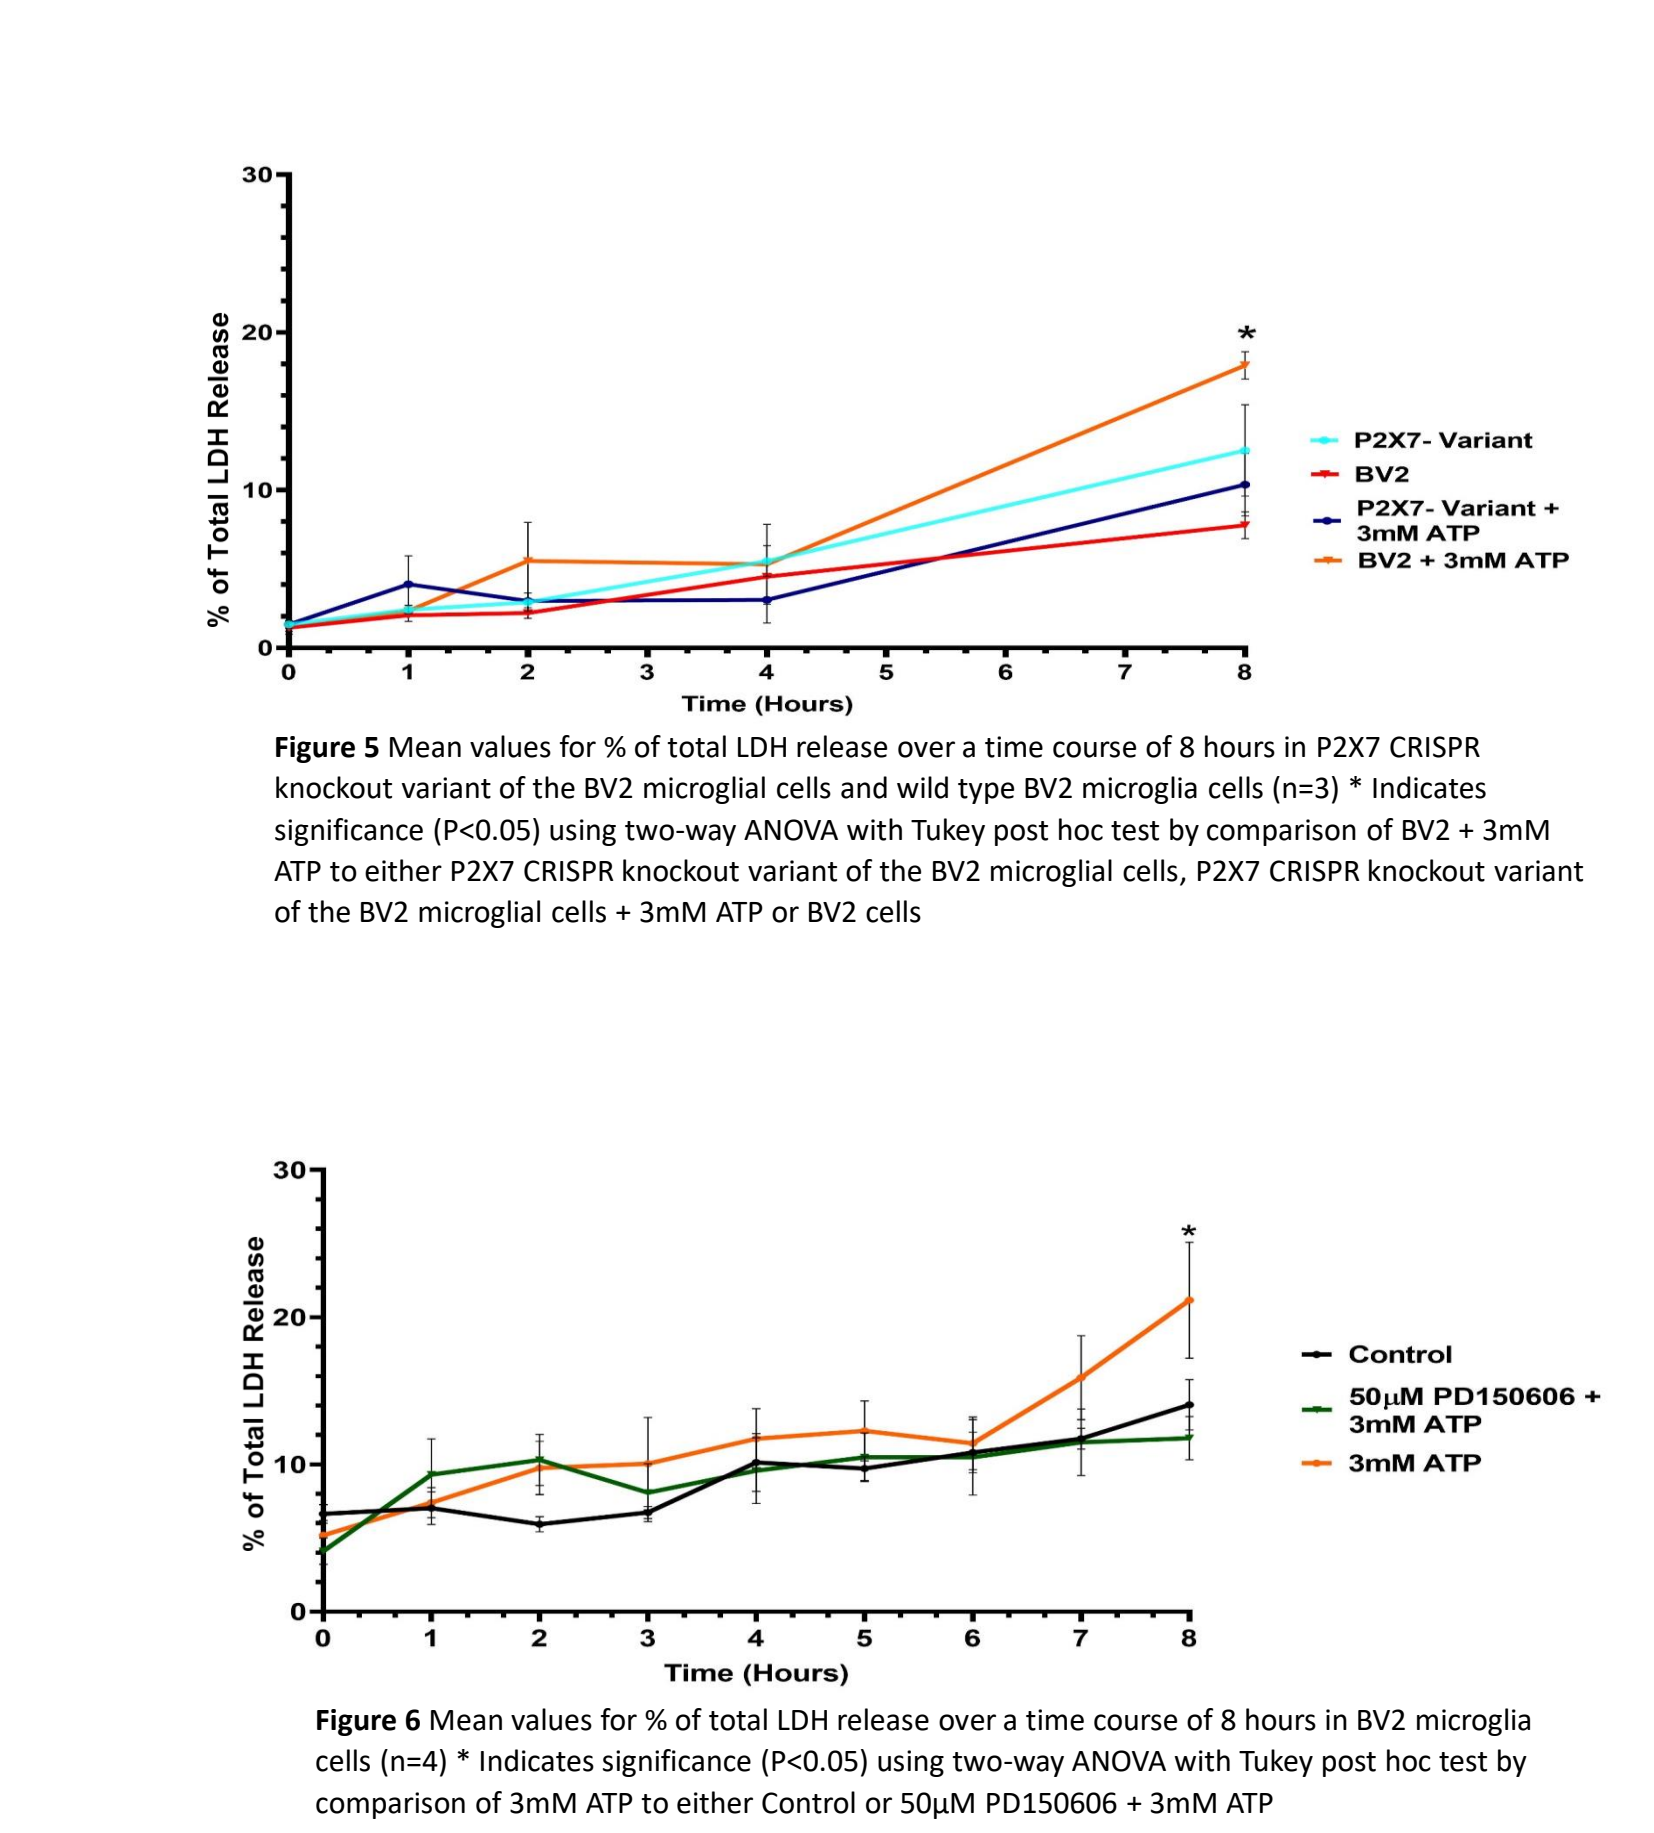 30
20
10
0
% of Total LDH Release
*
0 1 2 3 4 5 6 7 8
Time (Hours)
P2X7- Variant
BV2
P2X7- Variant +
3mM ATP
BV2 + 3mM ATP
Figure 5 Mean values for % of total LDH release over a time course of 8 hours in P2X7 CRISPR
knockout variant of the BV2 microglial cells and wild type BV2 microglia cells (n=3) * Indicates
significance (P<0.05) using two-way ANOVA with Tukey post hoc test by comparison of BV2 + 3mM
ATP to either P2X7 CRISPR knockout variant of the BV2 microglial cells, P2X7 CRISPR knockout variant
of the BV2 microglial cells + 3mM ATP or BV2 cells
30
20
10
0
% of Total LDH Release
*
0 1 2 3 4 5 6 7 8
Time (Hours)
Control
50μM PD150606 +
3mM ATP
3mM ATP
Figure 6 Mean values for % of total LDH release over a time course of 8 hours in BV2 microglia
cells (n=4) * Indicates significance (P<0.05) using two-way ANOVA with Tukey post hoc test by
comparison of 3mM ATP to either Control or 50μM PD150606 + 3mM ATP